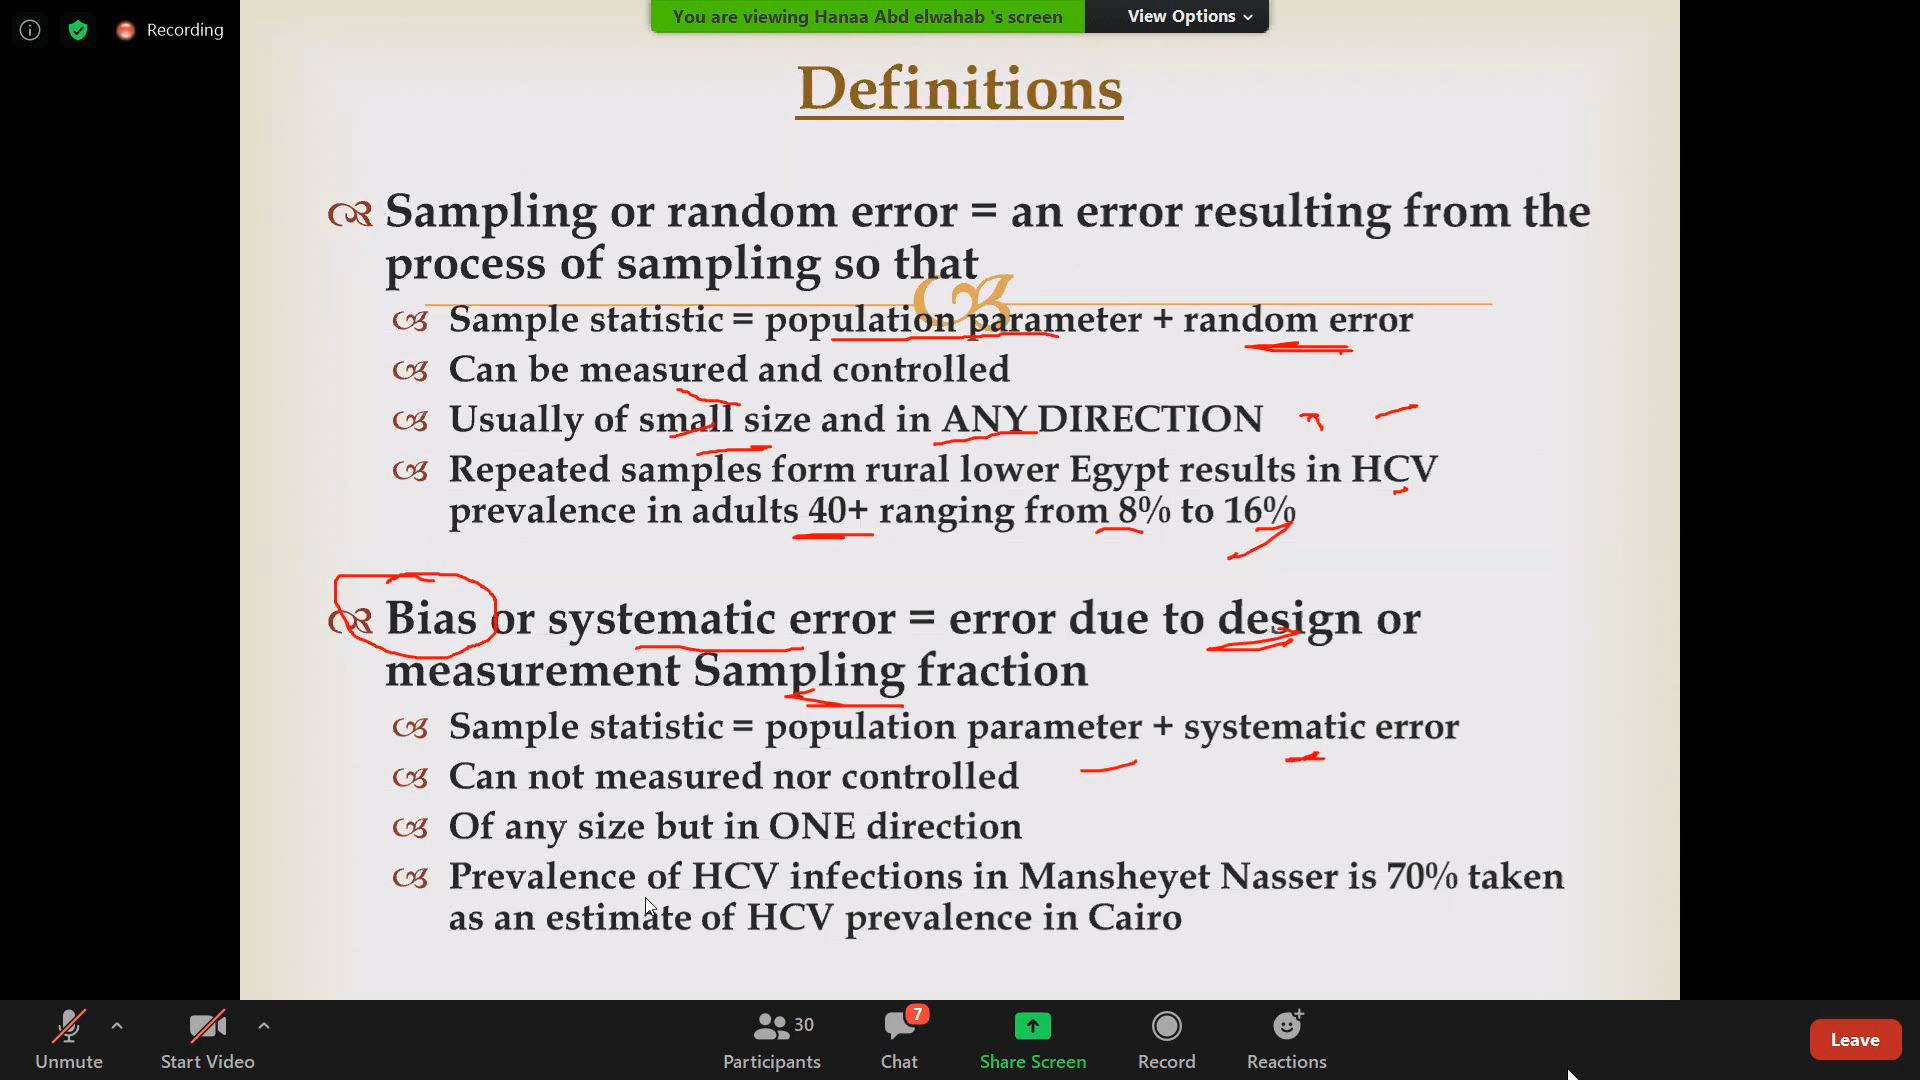 You are viewing Hanaa Abd elwahab 's screen
View Options
Recording
Definitions
Sampling or random error = an error resulting from the
process of sampling so that
Sample statistic = population parameter + random error
Can be measured and controlled
Usually of small size and in ANY DIRECTION
Repeated samples form rural lower Egypt results in HCV
prevalence in adults 40+ ranging from 8% to 16%
Bias or systematic error = error due to design or
measurement Sampling fraction
Sample statistic = population parameter + systematic error
Can not measured nor controlled
Of any size but in ONE direction
Prevalence of HCV infections in Mansheyet Nasser is 70% taken
as an estimate of HCV prevalence in Cairo
30
7
Unmute
Start Video
Participants
Chat
Share Screen
Record
Reactions
Leave